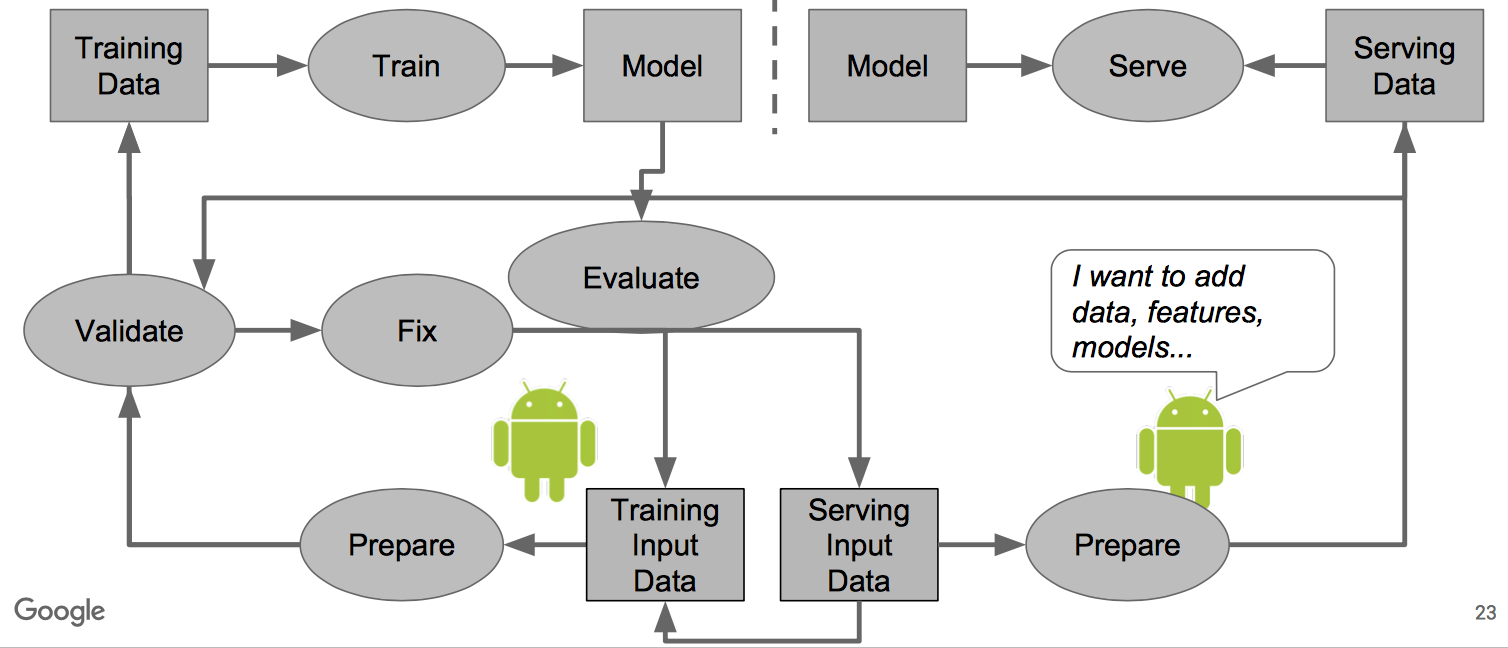 Training
Data
Train
Model
Model
Serve
Serving
Data
Evaluate
Validate
Fix
I want to add
data, features,
models...
Prepare
Training
Input
Data
Serving
Input
Data
Prepare
Google
23